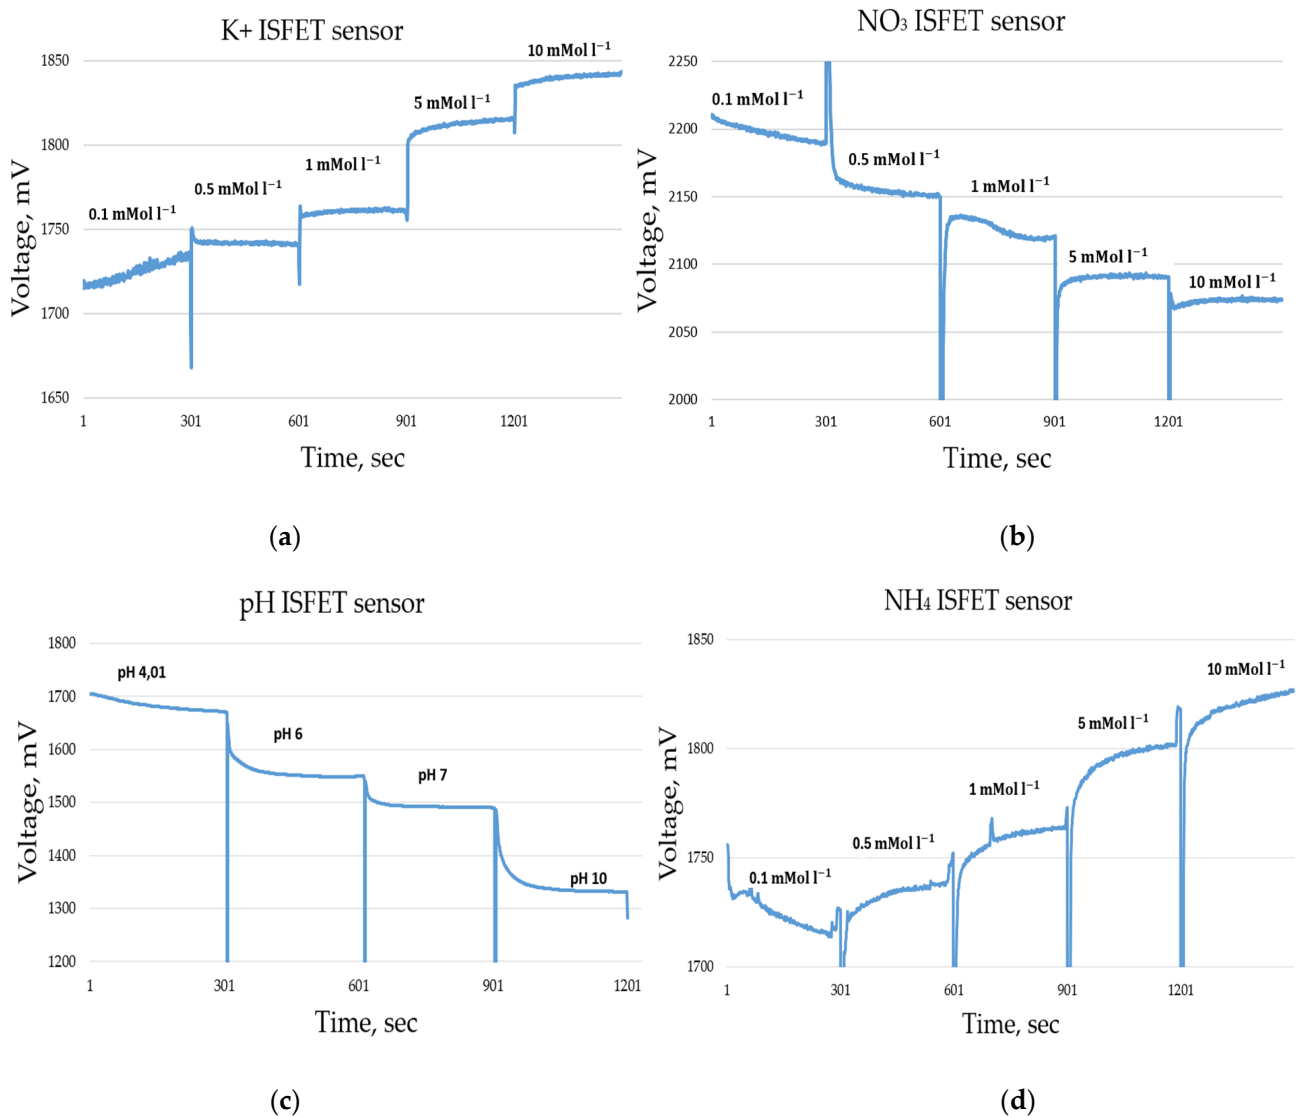 K+ ISFET sensor
1850
1800
1750
1700
1650
Voltage, mV
0.1 mMol l⁻¹
0.5 mMol l⁻¹
1 mMol l⁻¹
5 mMol l⁻¹
10 mMol l⁻¹
1 301 601 901 1201
Time, sec
(a)
NO₃ ISFET sensor
2250
2200
2150
2100
2050
2000
Voltage, mV
0.1 mMol l⁻¹
0.5 mMol l⁻¹
1 mMol l⁻¹
5 mMol l⁻¹
10 mMol l⁻¹
1 301 601 901 1201
Time, sec
(b)
pH ISFET sensor
1800
1700
1600
1500
1400
1300
1200
Voltage, mV
pH 4,01
pH 6
pH 7
pH 10
1 301 601 901 1201
Time, sec
(c)
NH₄ ISFET sensor
1850
1800
1750
1700
Voltage, mV
0.1 mMol l⁻¹
0.5 mMol l⁻¹
1 mMol l⁻¹
5 mMol l⁻¹
10 mMol l⁻¹
1 301 601 901 1201
Time, sec
(d)